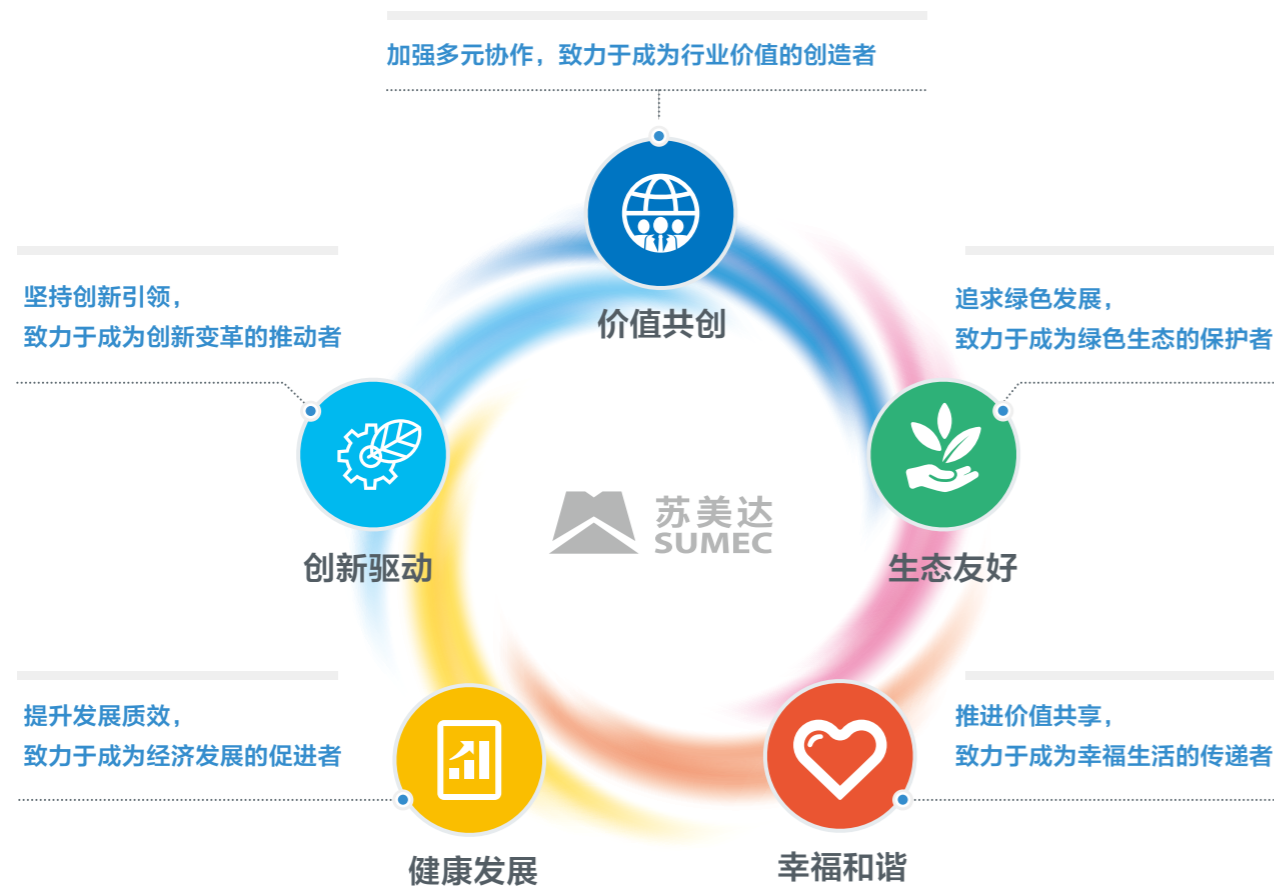 加强多元协作，致力于成为行业价值的创造者
价值共创
坚持创新引领，
致力于成为创新变革的推动者
创新驱动
追求绿色发展，
致力于成为绿色生态的保护者
生态友好
苏美达
SUMEC
提升发展质效，
致力于成为经济发展的促进者
健康发展
推进价值共享，
致力于成为幸福生活的传递者
幸福和谐